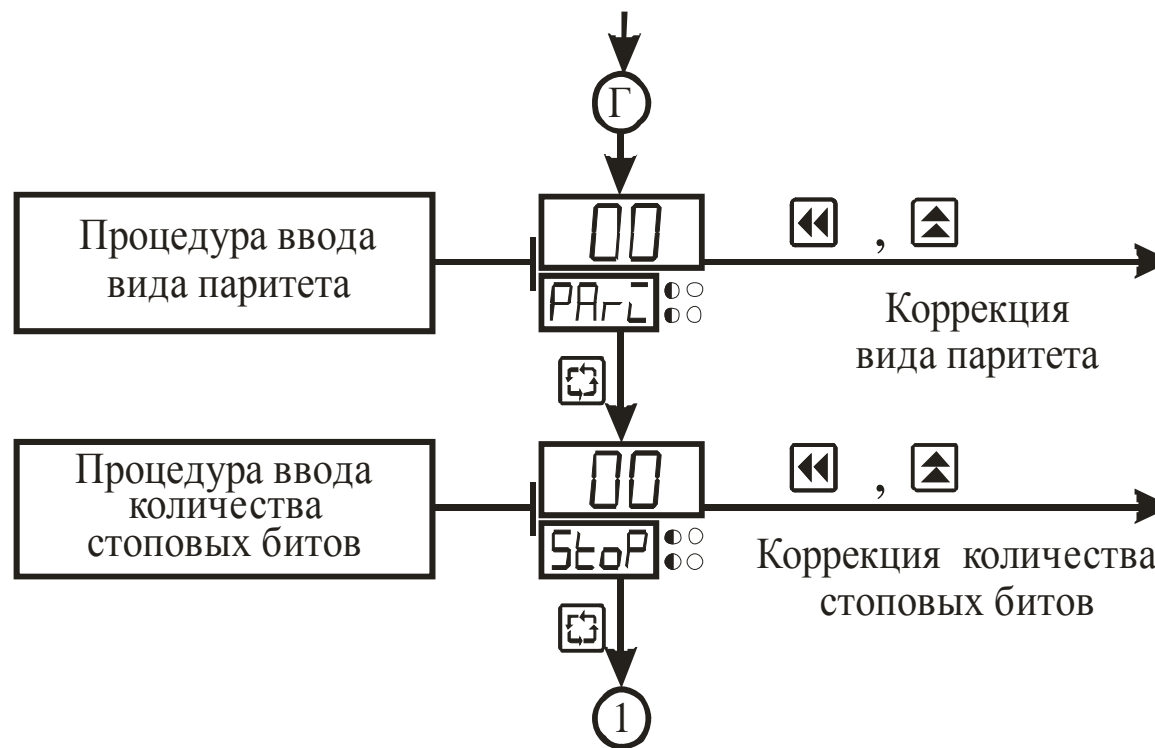 Г
Процедура ввода
вида паритета
00
PAri
,
Коррекция
вида паритета
Процедура ввода
количества
стоповых битов
00
StoP
,
Коррекция количества
стоповых битов
1